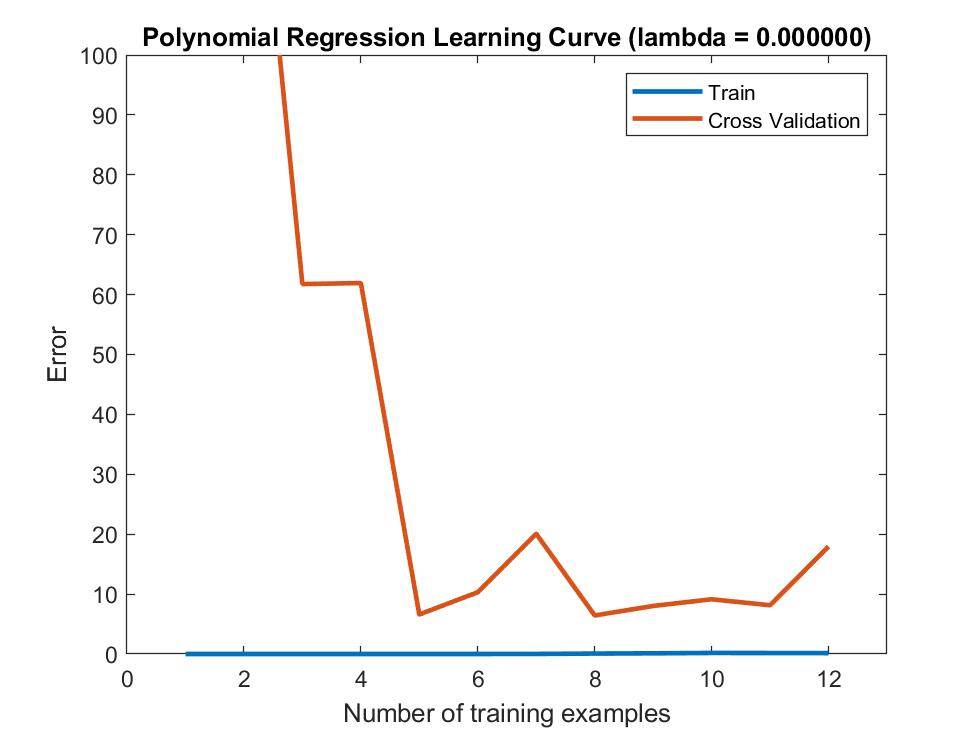 Polynomial Regression Learning Curve (lambda = 0.000000)
Train
Cross Validation
100
90
80
70
60
50
40
30
20
10
0
Error
0 2 4 6 8 10 12
Number of training examples